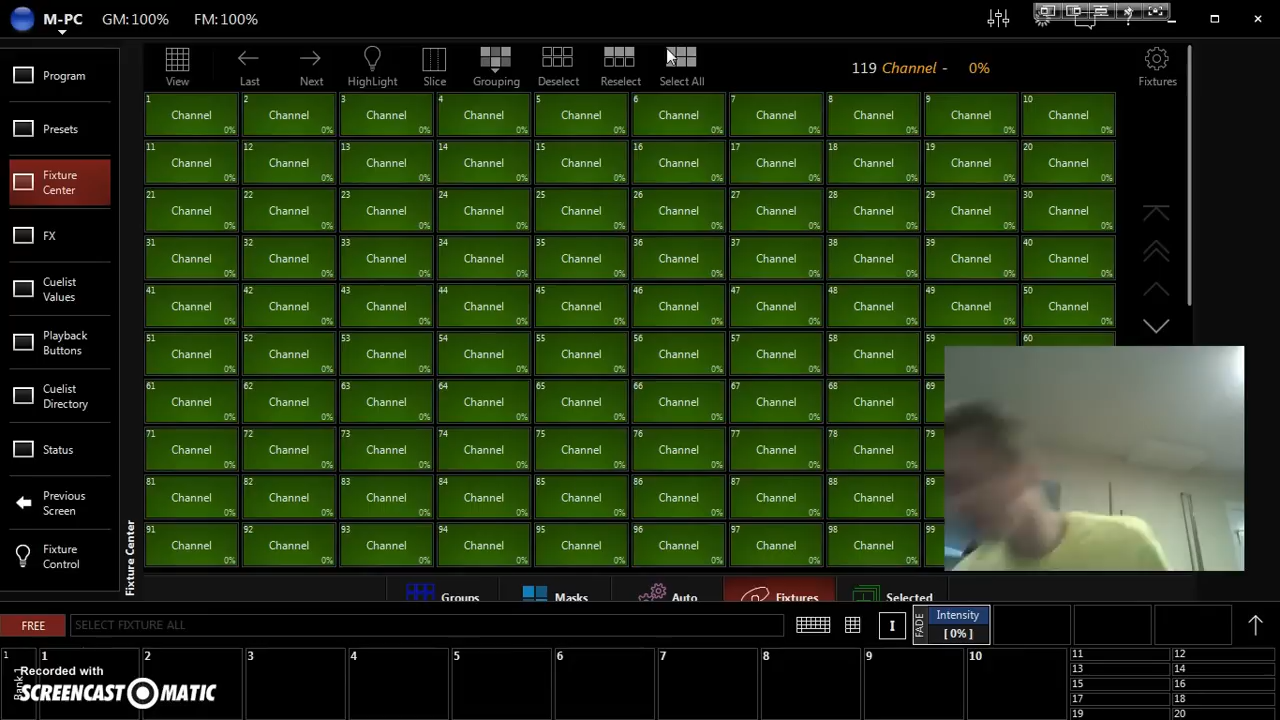 M-PC GM:100% FM:100%
Program
Presets
Fixture
Center
FX
Cuelist
Values
Playback
Buttons
Cuelist
Directory
Status
Previous
Screen
Fixture
Control
View Last Next HighLight Slice Grouping Deselect Reselect Select All
119 Channel - 0%
Fixtures
Fixture Center
1 Channel 0% 2 Channel 0% 3 Channel 0% 4 Channel 0% 5 Channel 0% 6 Channel 0% 7 Channel 0% 8 Channel 0% 9 Channel 0% 10 Channel 0%
11 Channel 0% 12 Channel 0% 13 Channel 0% 14 Channel 0% 15 Channel 0% 16 Channel 0% 17 Channel 0% 18 Channel 0% 19 Channel 0% 20 Channel 0%
21 Channel 0% 22 Channel 0% 23 Channel 0% 24 Channel 0% 25 Channel 0% 26 Channel 0% 27 Channel 0% 28 Channel 0% 29 Channel 0% 30 Channel 0%
31 Channel 0% 32 Channel 0% 33 Channel 0% 34 Channel 0% 35 Channel 0% 36 Channel 0% 37 Channel 0% 38 Channel 0% 39 Channel 0% 40 Channel 0%
41 Channel 0% 42 Channel 0% 43 Channel 0% 44 Channel 0% 45 Channel 0% 46 Channel 0% 47 Channel 0% 48 Channel 0% 49 Channel 0% 50 Channel 0%
51 Channel 0% 52 Channel 0% 53 Channel 0% 54 Channel 0% 55 Channel 0% 56 Channel 0% 57 Channel 0% 58 Channel 0% 59 60
61 Channel 0% 62 Channel 0% 63 Channel 0% 64 Channel 0% 65 Channel 0% 66 Channel 0% 67 Channel 0% 68 Channel 0% 69
71 Channel 0% 72 Channel 0% 73 Channel 0% 74 Channel 0% 75 Channel 0% 76 Channel 0% 77 Channel 0% 78 Channel 0% 79
81 Channel 0% 82 Channel 0% 83 Channel 0% 84 Channel 0% 85 Channel 0% 86 Channel 0% 87 Channel 0% 88 Channel 0% 89
91 Channel 0% 92 Channel 0% 93 Channel 0% 94 Channel 0% 95 Channel 0% 96 Channel 0% 97 Channel 0% 98 Channel 0% 99
Groups Masks Auto Fixtures Selected
FREE SELECT FIXTURE ALL I FADE Intensity
[ 0% ]
1 1 2 3 4 5 6 7 8 9 10 11 12
13 14
15 16
17 18
19 20
Bank 1
Recorded with
SCREENCAST-O-MATIC